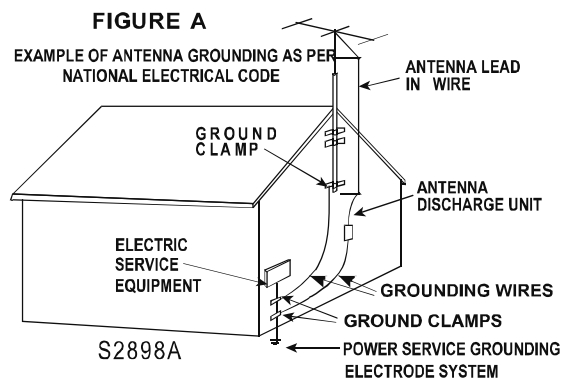 FIGURE A
EXAMPLE OF ANTENNA GROUNDING AS PER
NATIONAL ELECTRICAL CODE
ANTENNA LEAD
IN WIRE
GROUND
CLAMP
ANTENNA
DISCHARGE UNIT
ELECTRIC
SERVICE
EQUIPMENT
GROUNDING WIRES
GROUND CLAMPS
S2898A
POWER SERVICE GROUNDING
ELECTRODE SYSTEM